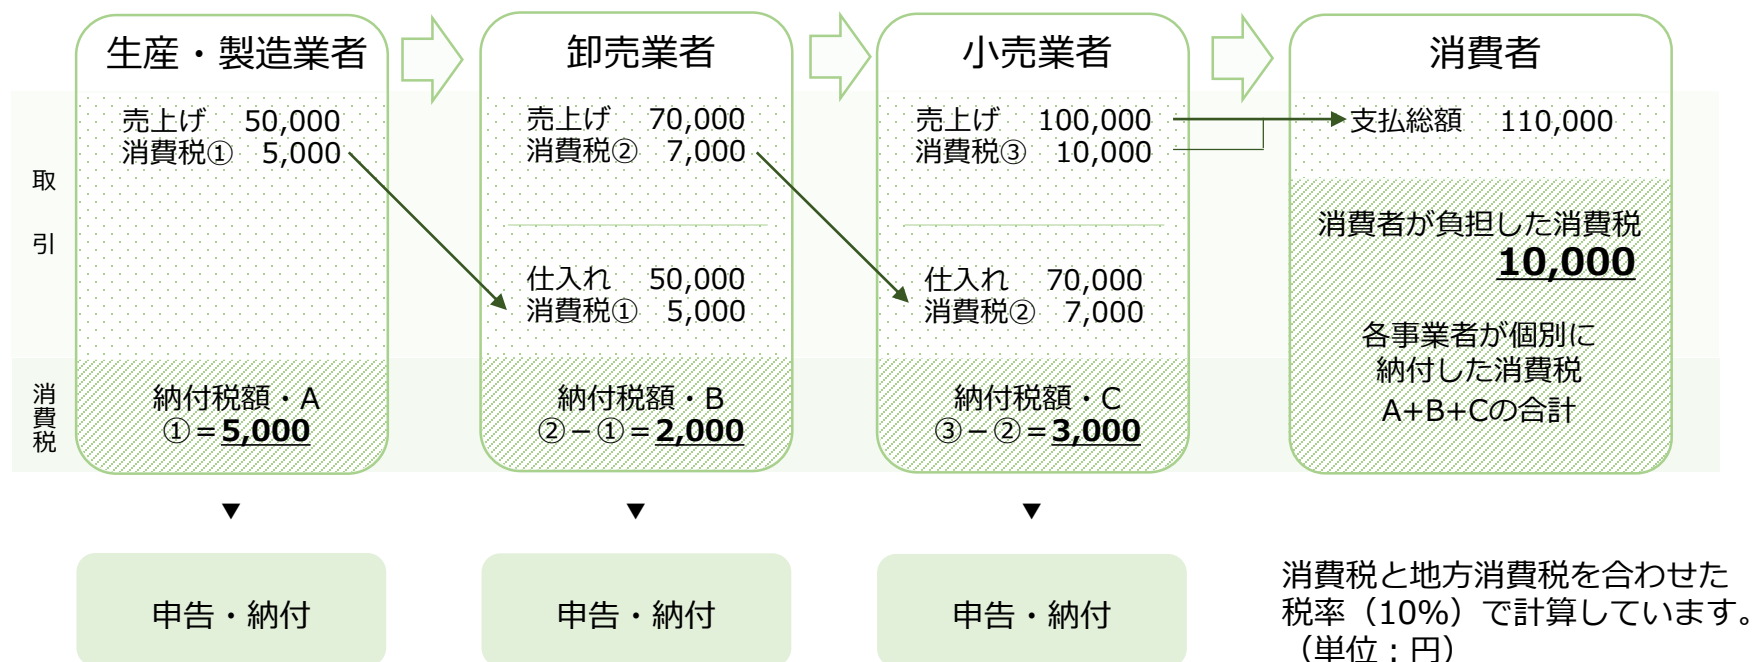 生産・製造業者
卸売業者
小売業者
消費者
取引
売上げ 50,000
消費税① 5,000
売上げ 70,000
消費税② 7,000
仕入れ 50,000
消費税① 5,000
売上げ 100,000
消費税③ 10,000
仕入れ 70,000
消費税② 7,000
支払総額 110,000
消費者が負担した消費税
10,000
各事業者が個別に
納付した消費税
A+B+Cの合計
消費税
納付税額・A
①=5,000
納付税額・B
②-①=2,000
納付税額・C
③-②=3,000
▼
▼
▼
申告・納付
申告・納付
申告・納付
消費税と地方消費税を合わせた
税率（10%）で計算しています。
（単位：円）